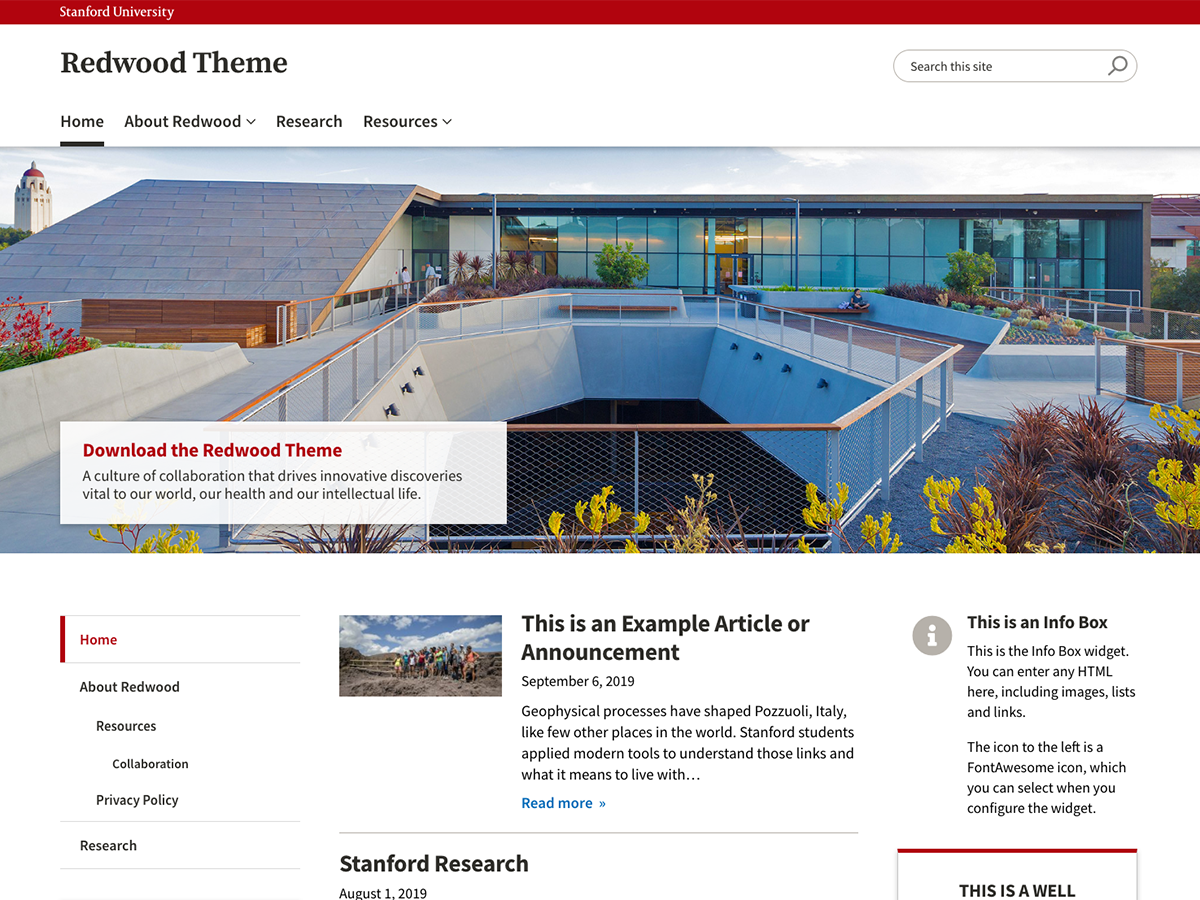 Stanford University
Redwood Theme
Search this site
Home
About Redwood
Research
Resources
Download the Redwood Theme
A culture of collaboration that drives innovative discoveries
vital to our world, our health and our intellectual life.
Home
About Redwood
Resources
Collaboration
Privacy Policy
Research
This is an Example Article or
Announcement
September 6, 2019
Geophysical processes have shaped Pozzuoli, Italy,
like few other places in the world. Stanford students
applied modern tools to understand those links and
what it means to live with…
Read more »
Stanford Research
August 1, 2019
This is an Info Box
This is the Info Box widget.
You can enter any HTML
here, including images, lists
and links.
The icon to the left is a
FontAwesome icon, which
you can select when you
configure the widget.
THIS IS A WELL